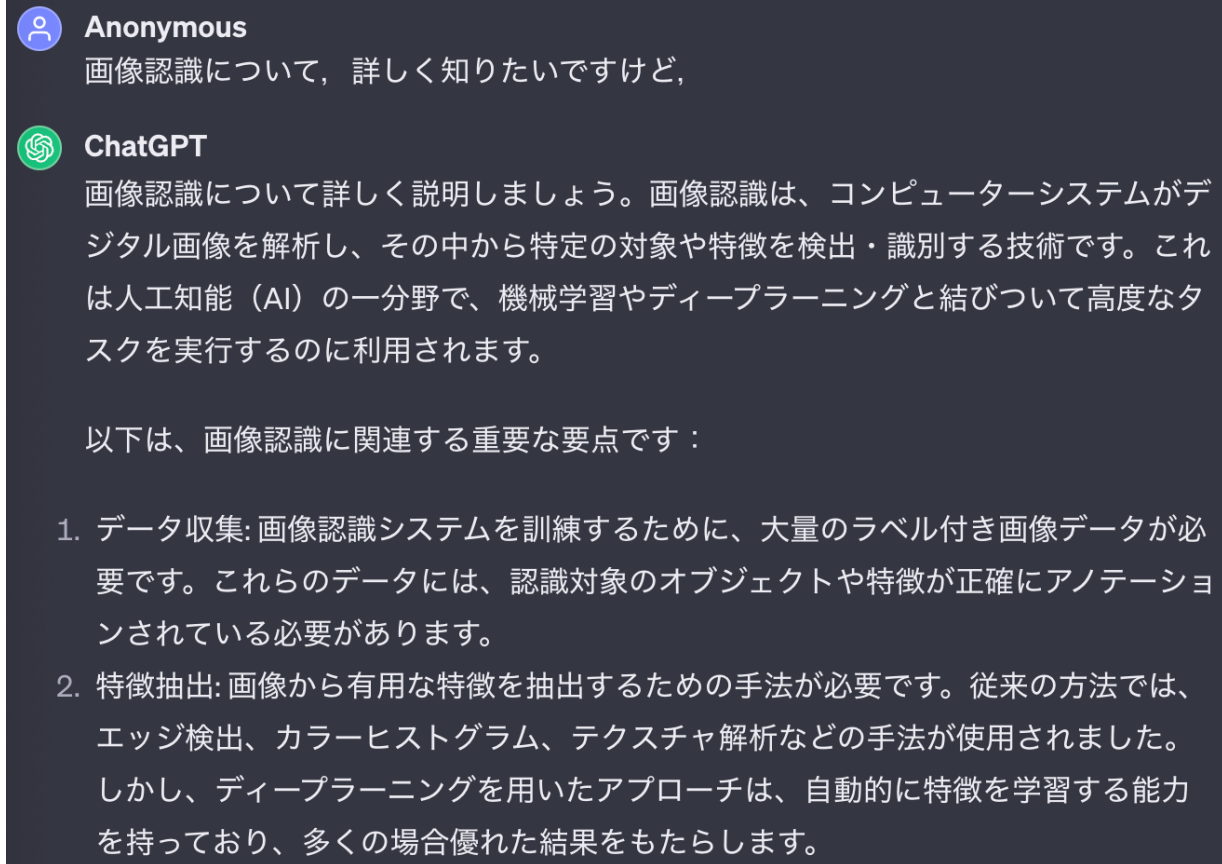 Anonymous
画像認識について，詳しく知りたいですけど，
ChatGPT
画像認識について詳しく説明しましょう。画像認識は、コンピューターシステムがデ
ジタル画像を解析し、その中から特定の対象や特徴を検出・識別する技術です。これ
は人工知能（AI）の一分野で、機械学習やディープラーニングと結びついて高度なタ
スクを実行するのに利用されます。
以下は、画像認識に関連する重要な要点です：
1. データ収集: 画像認識システムを訓練するために、大量のラベル付き画像データが必
要です。これらのデータには、認識対象のオブジェクトや特徴が正確にアノテーショ
ンされている必要があります。
2. 特徴抽出: 画像から有用な特徴を抽出するための手法が必要です。従来の方法では、
エッジ検出、カラーヒストグラム、テクスチャ解析などの手法が使用されました。
しかし、ディープラーニングを用いたアプローチは、自動的に特徴を学習する能力
を持っており、多くの場合優れた結果をもたらします。